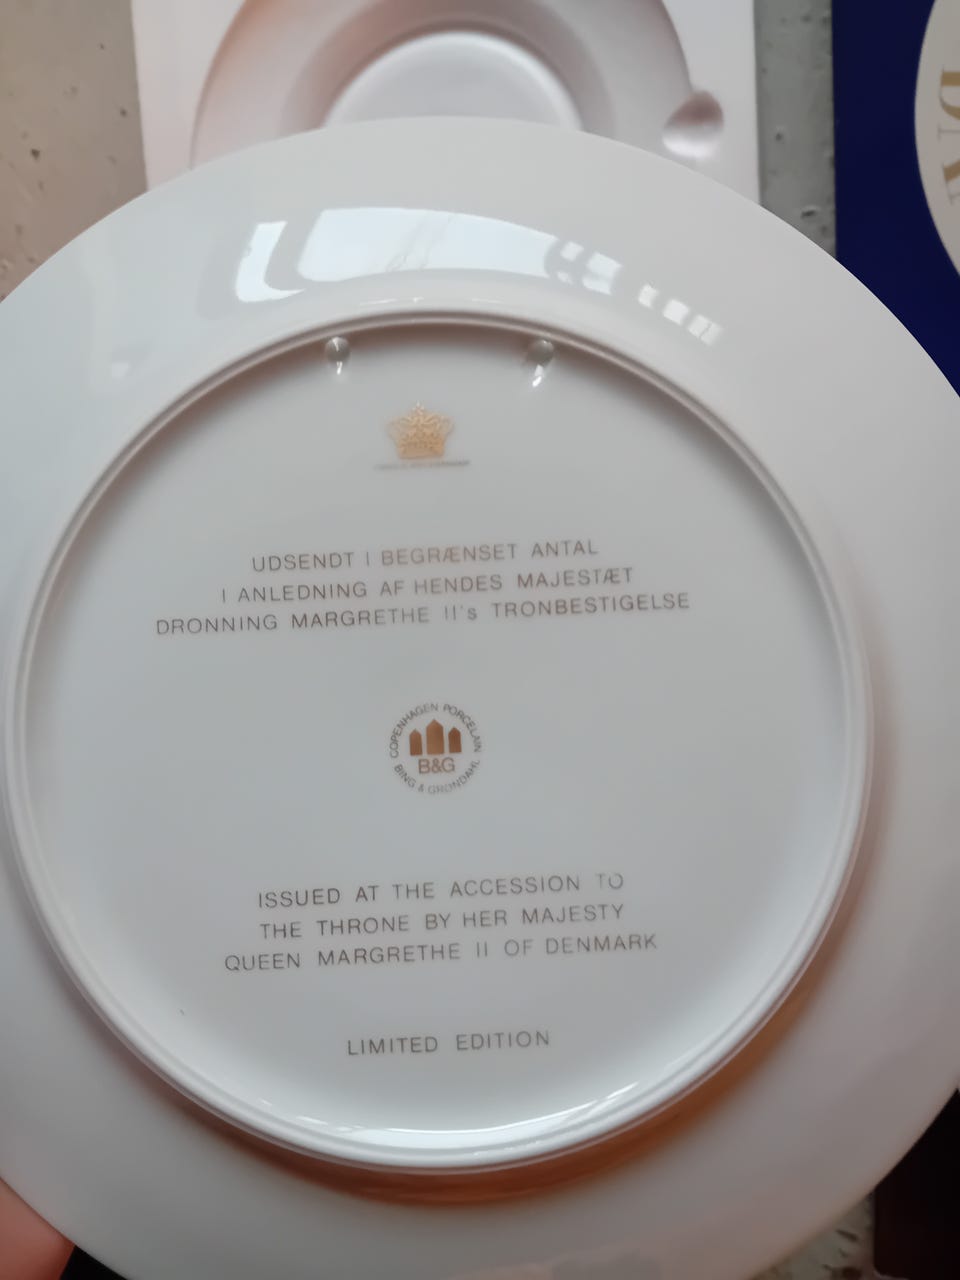 UDSENDT I BEGRÆNSET ANTAL
I ANLEDNING AF HENDES MAJESTÆT
DRONNING MARGRETHE II's TRONBESTIGELSE
COPENHAGEN PORCELAIN
B&G
BING & GRONDAHL
ISSUED AT THE ACCESSION TO
THE THRONE BY HER MAJESTY
QUEEN MARGRETHE II OF DENMARK
LIMITED EDITION